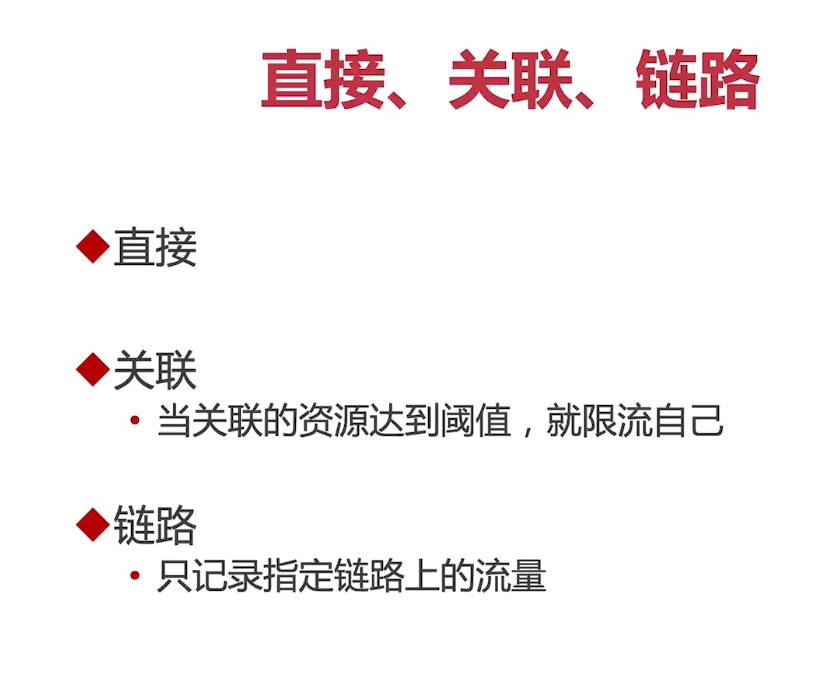 直接、关联、链路
◆直接
◆关联
• 当关联的资源达到阈值，就限流自己
◆链路
• 只记录指定链路上的流量